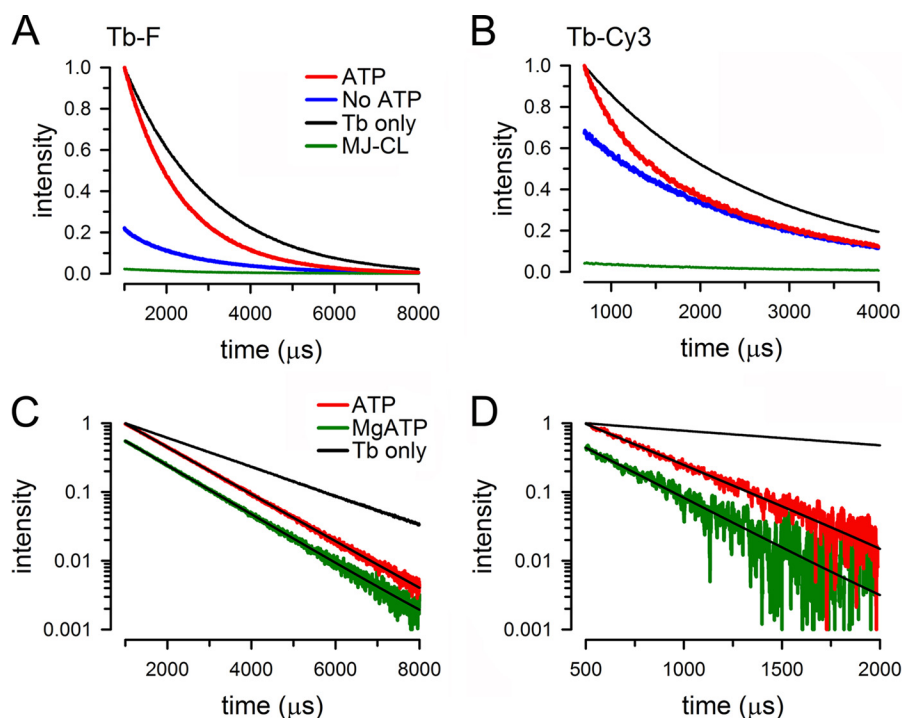 A
Tb-F
ATP
No ATP
Tb only
MJ-CL
intensity
1.0
0.8
0.6
0.4
0.2
0.0
2000
4000
6000
8000
time (μs)
B
Tb-Cy3
intensity
1.0
0.8
0.6
0.4
0.2
0.0
1000
2000
3000
4000
time (μs)
C
ATP
MgATP
Tb only
intensity
1
0.1
0.01
0.001
2000
4000
6000
8000
time (μs)
D
intensity
1
0.1
0.01
0.001
500
1000
1500
2000
time (μs)